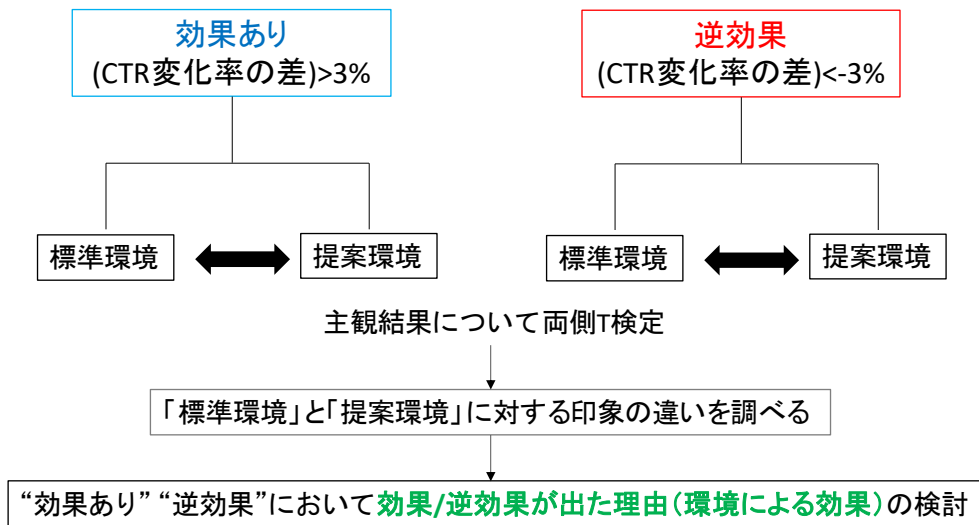 効果あり
(CTR変化率の差)>3%
逆効果
(CTR変化率の差)<-3%
標準環境
提案環境
標準環境
提案環境
主観結果について両側T検定
「標準環境」と「提案環境」に対する印象の違いを調べる
“効果あり” “逆効果”において効果/逆効果が出た理由(環境による効果)の検討